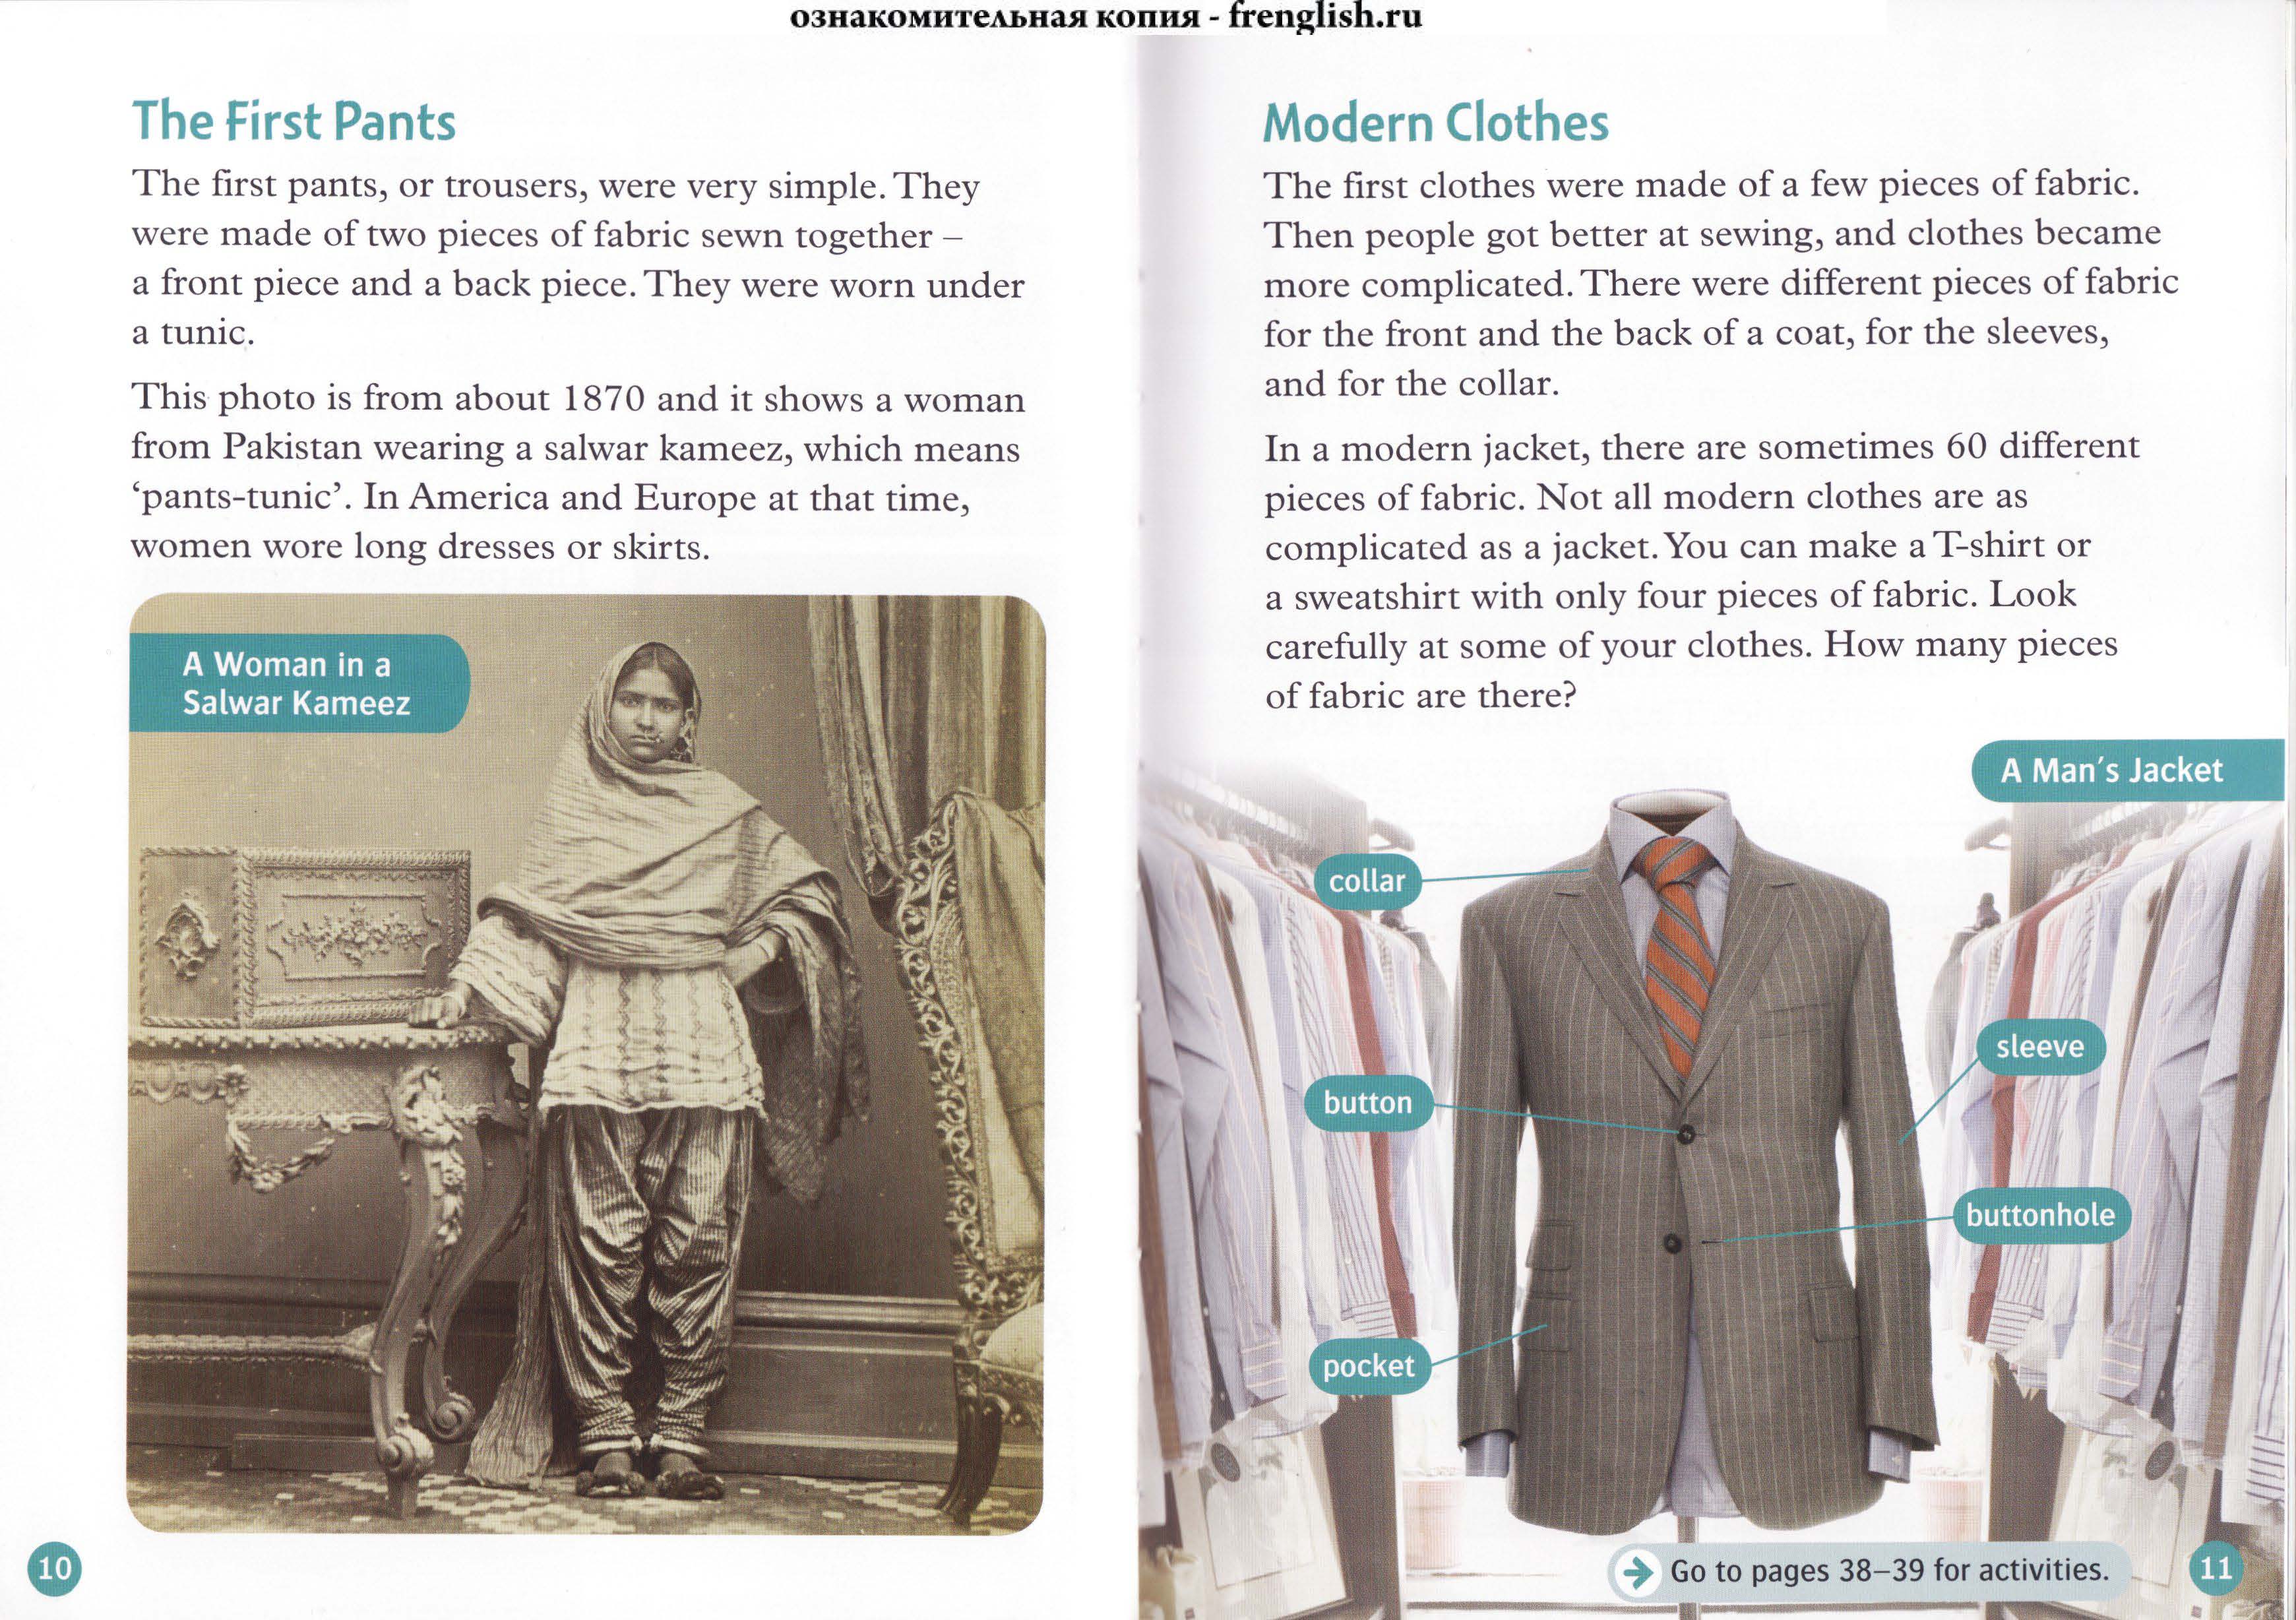 ознакомительная копия - frenglish.ru
The First Pants
The first pants, or trousers, were very simple. They
were made of two pieces of fabric sewn together –
a front piece and a back piece. They were worn under
a tunic.
This photo is from about 1870 and it shows a woman
from Pakistan wearing a salwar kameez, which means
‘pants-tunic’. In America and Europe at that time,
women wore long dresses or skirts.
A Woman in a
Salwar Kameez
10
Modern Clothes
The first clothes were made of a few pieces of fabric.
Then people got better at sewing, and clothes became
more complicated. There were different pieces of fabric
for the front and the back of a coat, for the sleeves,
and for the collar.
In a modern jacket, there are sometimes 60 different
pieces of fabric. Not all modern clothes are as
complicated as a jacket. You can make a T-shirt or
a sweatshirt with only four pieces of fabric. Look
carefully at some of your clothes. How many pieces
of fabric are there?
A Man's Jacket
collar
sleeve
button
buttonhole
pocket
Go to pages 38–39 for activities.
11